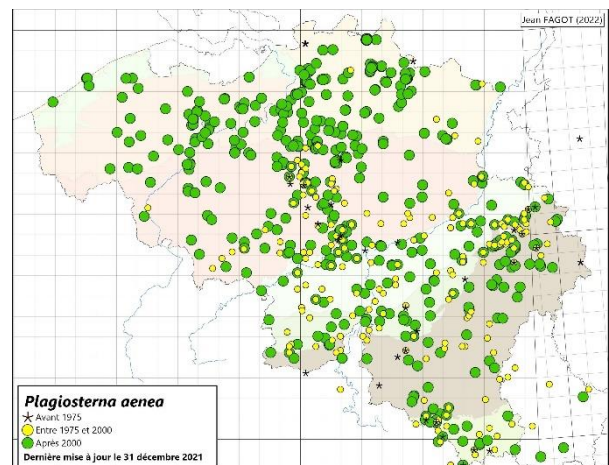 Jean FAGOT (2022)
Plagiosterna aenea
Avant 1975
Entre 1975 et 2000
Après 2000
Dernière mise à jour le 31 décembre 2021